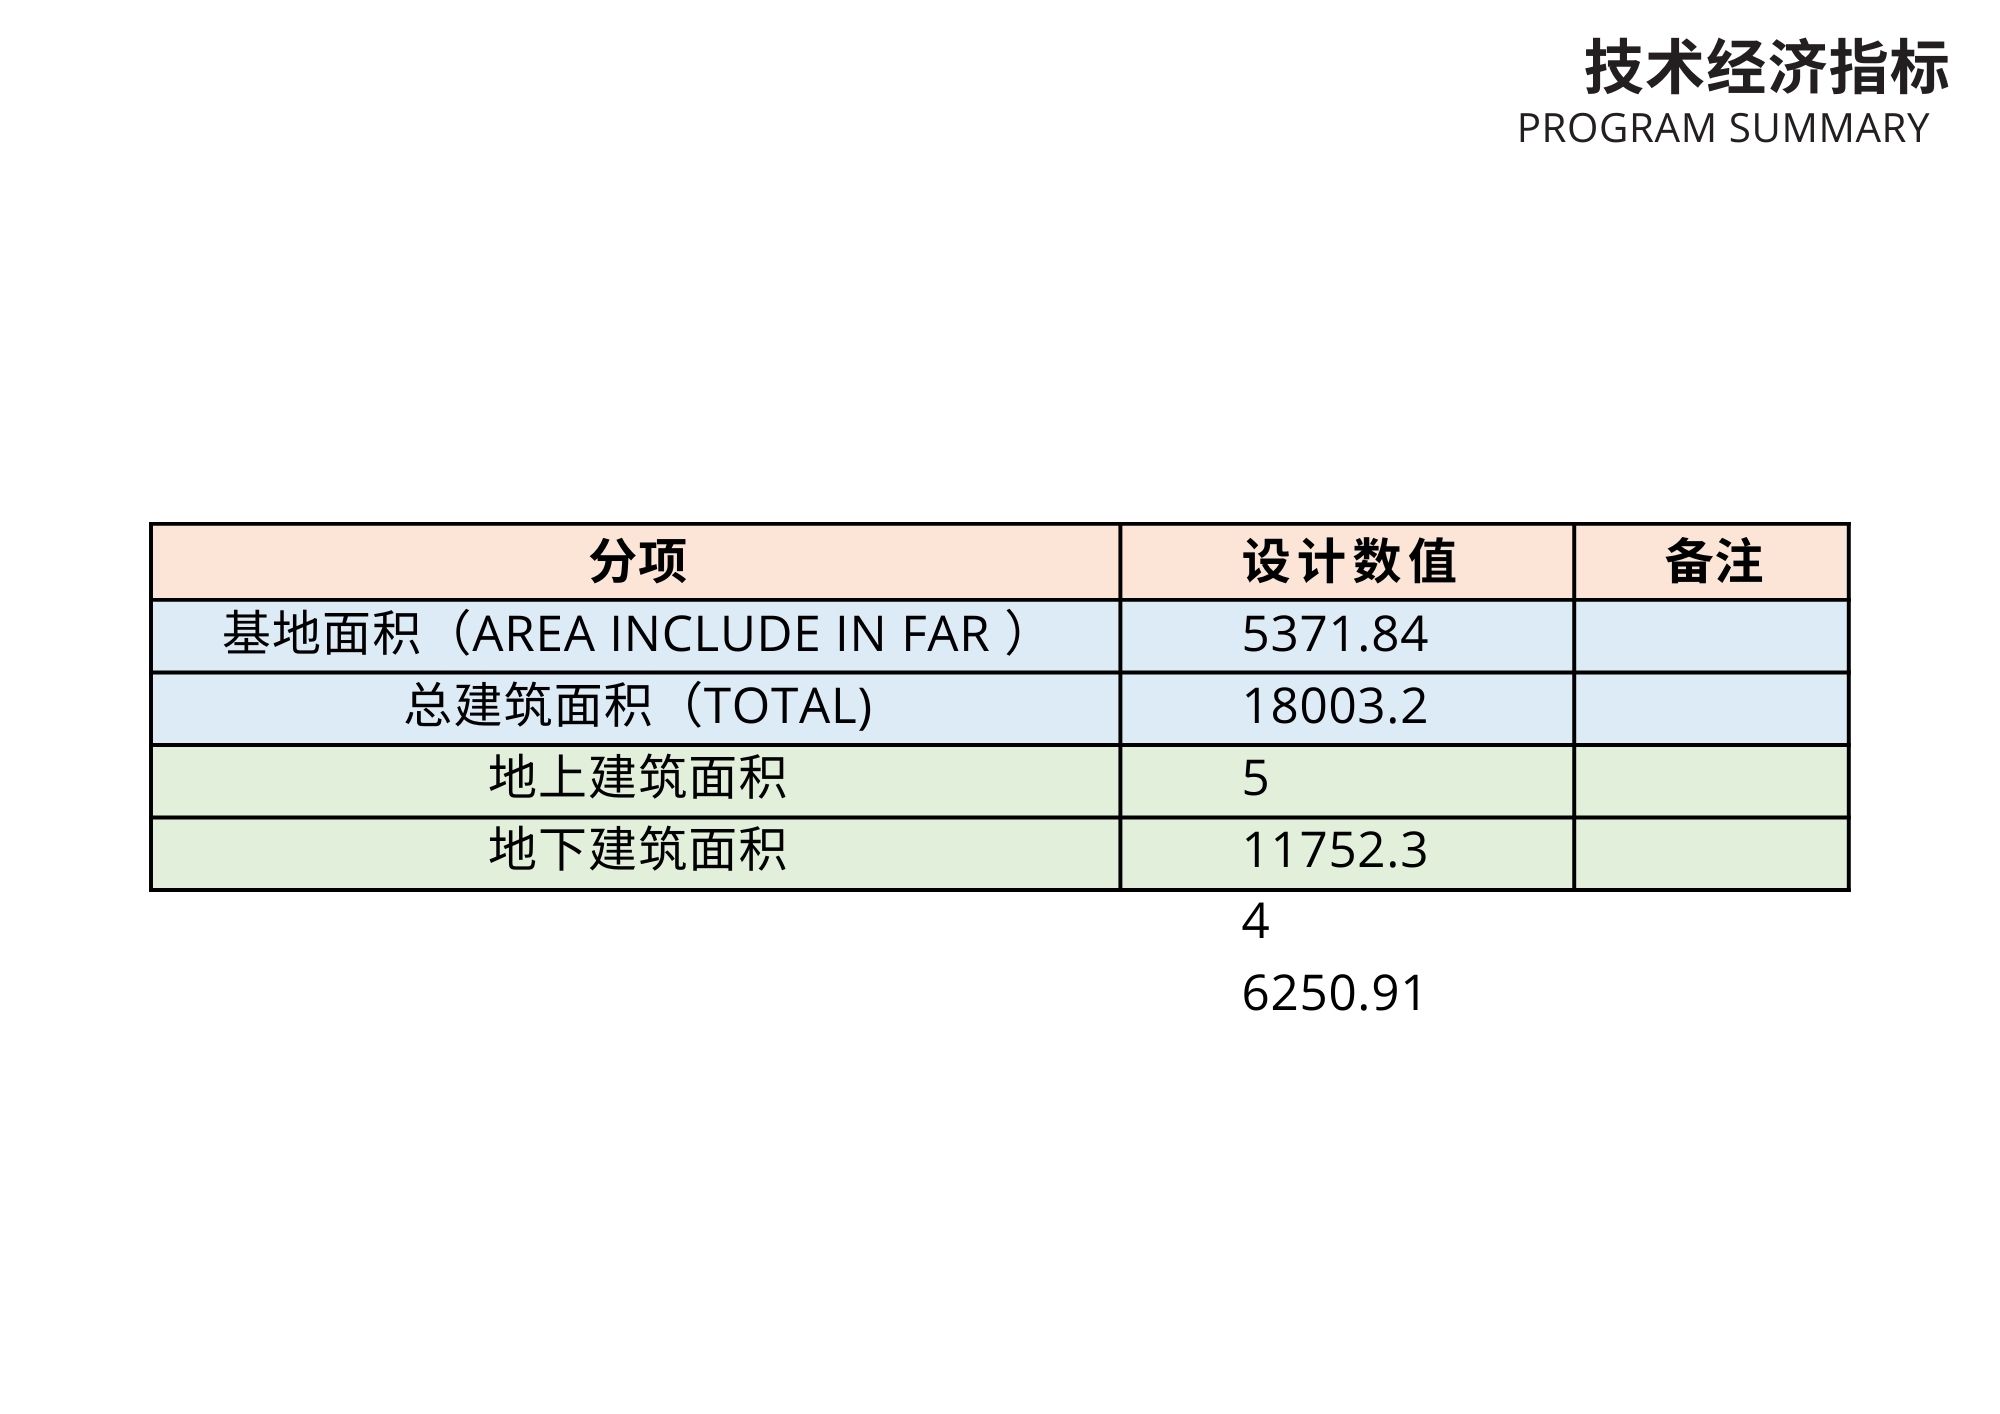 技术经济指标
PROGRAM SUMMARY
分项 设计数值 备注
基地面积（AREA INCLUDE IN FAR ） 5371.84
总建筑面积（TOTAL) 18003.2
地上建筑面积 5
地下建筑面积 11752.3
4
6250.91